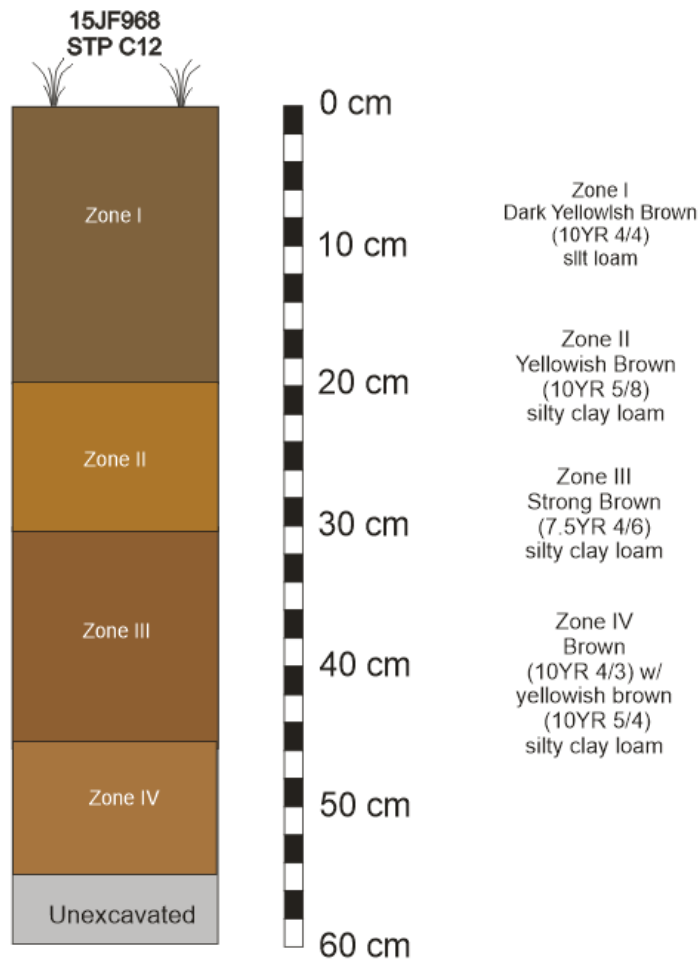 15JF968
STP C12
Zone I
Zone II
Zone III
Zone IV
Unexcavated
0 cm
10 cm
20 cm
30 cm
40 cm
50 cm
60 cm
Zone I
Dark Yellowish Brown
(10YR 4/4)
silt loam
Zone II
Yellowish Brown
(10YR 5/8)
silty clay loam
Zone III
Strong Brown
(7.5YR 4/6)
silty clay loam
Zone IV
Brown
(10YR 4/3) w/
yellowish brown
(10YR 5/4)
silty clay loam